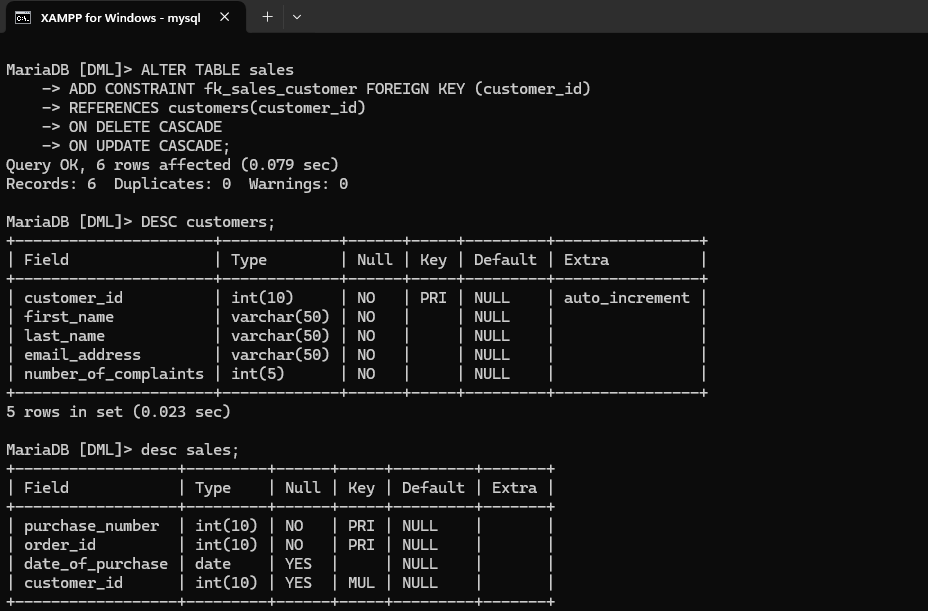 XAMPP for Windows - mysql
MariaDB [DML]> ALTER TABLE sales
    -> ADD CONSTRAINT fk_sales_customer FOREIGN KEY (customer_id)
    -> REFERENCES customers(customer_id)
    -> ON DELETE CASCADE
    -> ON UPDATE CASCADE;
Query OK, 6 rows affected (0.079 sec)
Records: 6  Duplicates: 0  Warnings: 0
MariaDB [DML]> DESC customers;
+----------------------+-------------+------+-----+---------+----------------+
| Field                | Type        | Null | Key | Default | Extra          |
+----------------------+-------------+------+-----+---------+----------------+
| customer_id          | int(10)     | NO   | PRI | NULL    | auto_increment |
| first_name           | varchar(50) | NO   |     | NULL    |                |
| last_name            | varchar(50) | NO   |     | NULL    |                |
| email_address        | varchar(50) | NO   |     | NULL    |                |
| number_of_complaints | int(5)      | NO   |     | NULL    |                |
+----------------------+-------------+------+-----+---------+----------------+
5 rows in set (0.023 sec)
MariaDB [DML]> desc sales;
+------------------+---------+------+-----+---------+-------+
| Field            | Type    | Null | Key | Default | Extra |
+------------------+---------+------+-----+---------+-------+
| purchase_number  | int(10) | NO   | PRI | NULL    |       |
| order_id         | int(10) | NO   | PRI | NULL    |       |
| date_of_purchase | date    | YES  |     | NULL    |       |
| customer_id      | int(10) | YES  | MUL | NULL    |       |
+------------------+---------+------+-----+---------+-------+